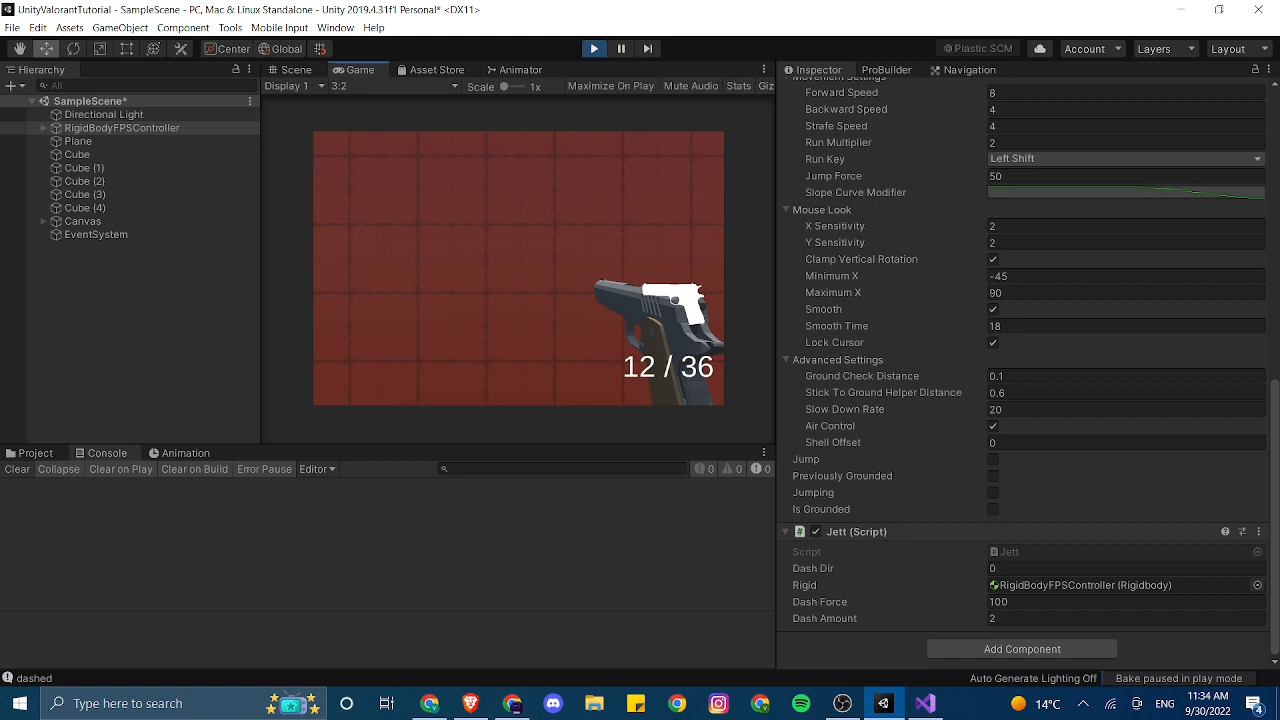 UnityValorantTutorial - SampleScene - PC, Mac & Linux Standalone - Unity 2019.4.31f1 Personal* <DX11>
File Edit Assets GameObject Component Tools Mobile Input Window Help
Center Global Plastic SCM Account Layers Layout
Hierarchy
All
SampleScene*
Directional Light
RigidBodyFPSController
Plane
Cube
Cube (1)
Cube (2)
Cube (3)
Cube (4)
Canvas
EventSystem
Scene Game Asset Store Animator
Display 1 3:2 Scale 1x Maximize On Play Mute Audio Stats Giz
12 / 36
Project Console Animation
Clear Collapse Clear on Play Clear on Build Error Pause Editor 0 0 0
Inspector ProBuilder Navigation
Movement Settings
Forward Speed 8
Backward Speed 4
Strafe Speed 4
Run Multiplier 2
Run Key Left Shift
Jump Force 50
Slope Curve Modifier
Mouse Look
X Sensitivity 2
Y Sensitivity 2
Clamp Vertical Rotation
Minimum X -45
Maximum X 90
Smooth
Smooth Time 18
Lock Cursor
Advanced Settings
Ground Check Distance 0.1
Stick To Ground Helper Distance 0.6
Slow Down Rate 20
Air Control
Shell Offset 0
Jump
Previously Grounded
Jumping
Is Grounded
Jett (Script)
Script Jett
Dash Dir 0
Rigid RigidBodyFPSController (Rigidbody)
Dash Force 100
Dash Amount 2
Add Component
dashed Auto Generate Lighting Off Bake paused in play mode
Type here to search 14°C ENG 11:34 AM
9/30/2022 4